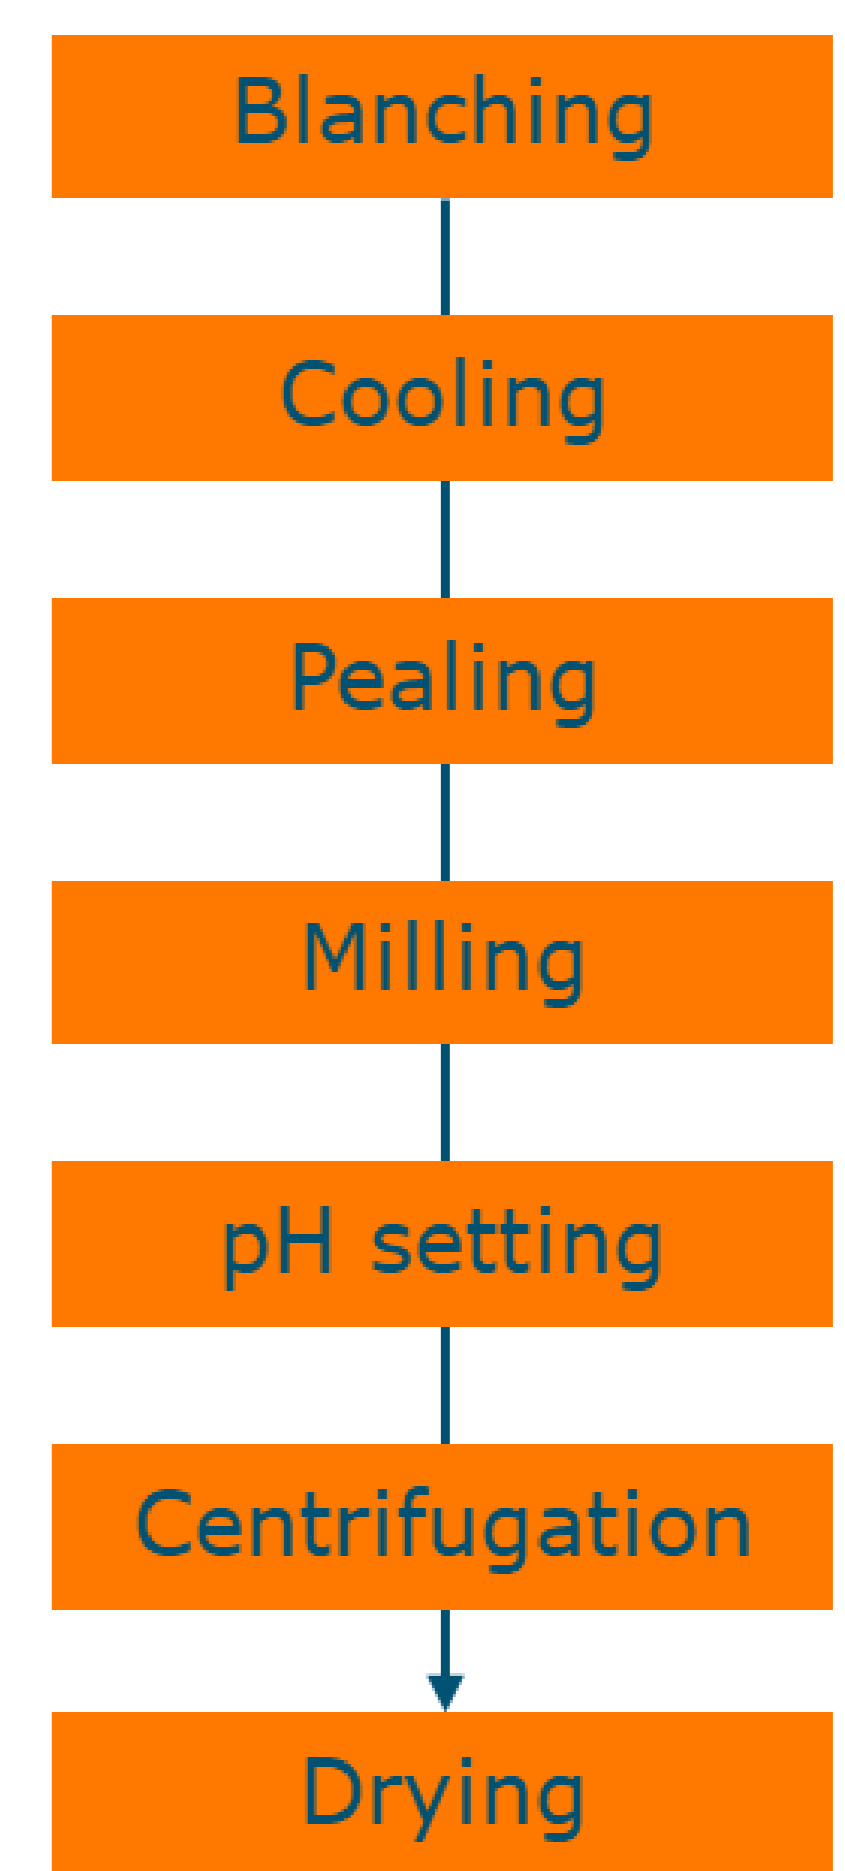 Blanching
Cooling
Pealing
Milling
pH setting
Centrifugation
Drying